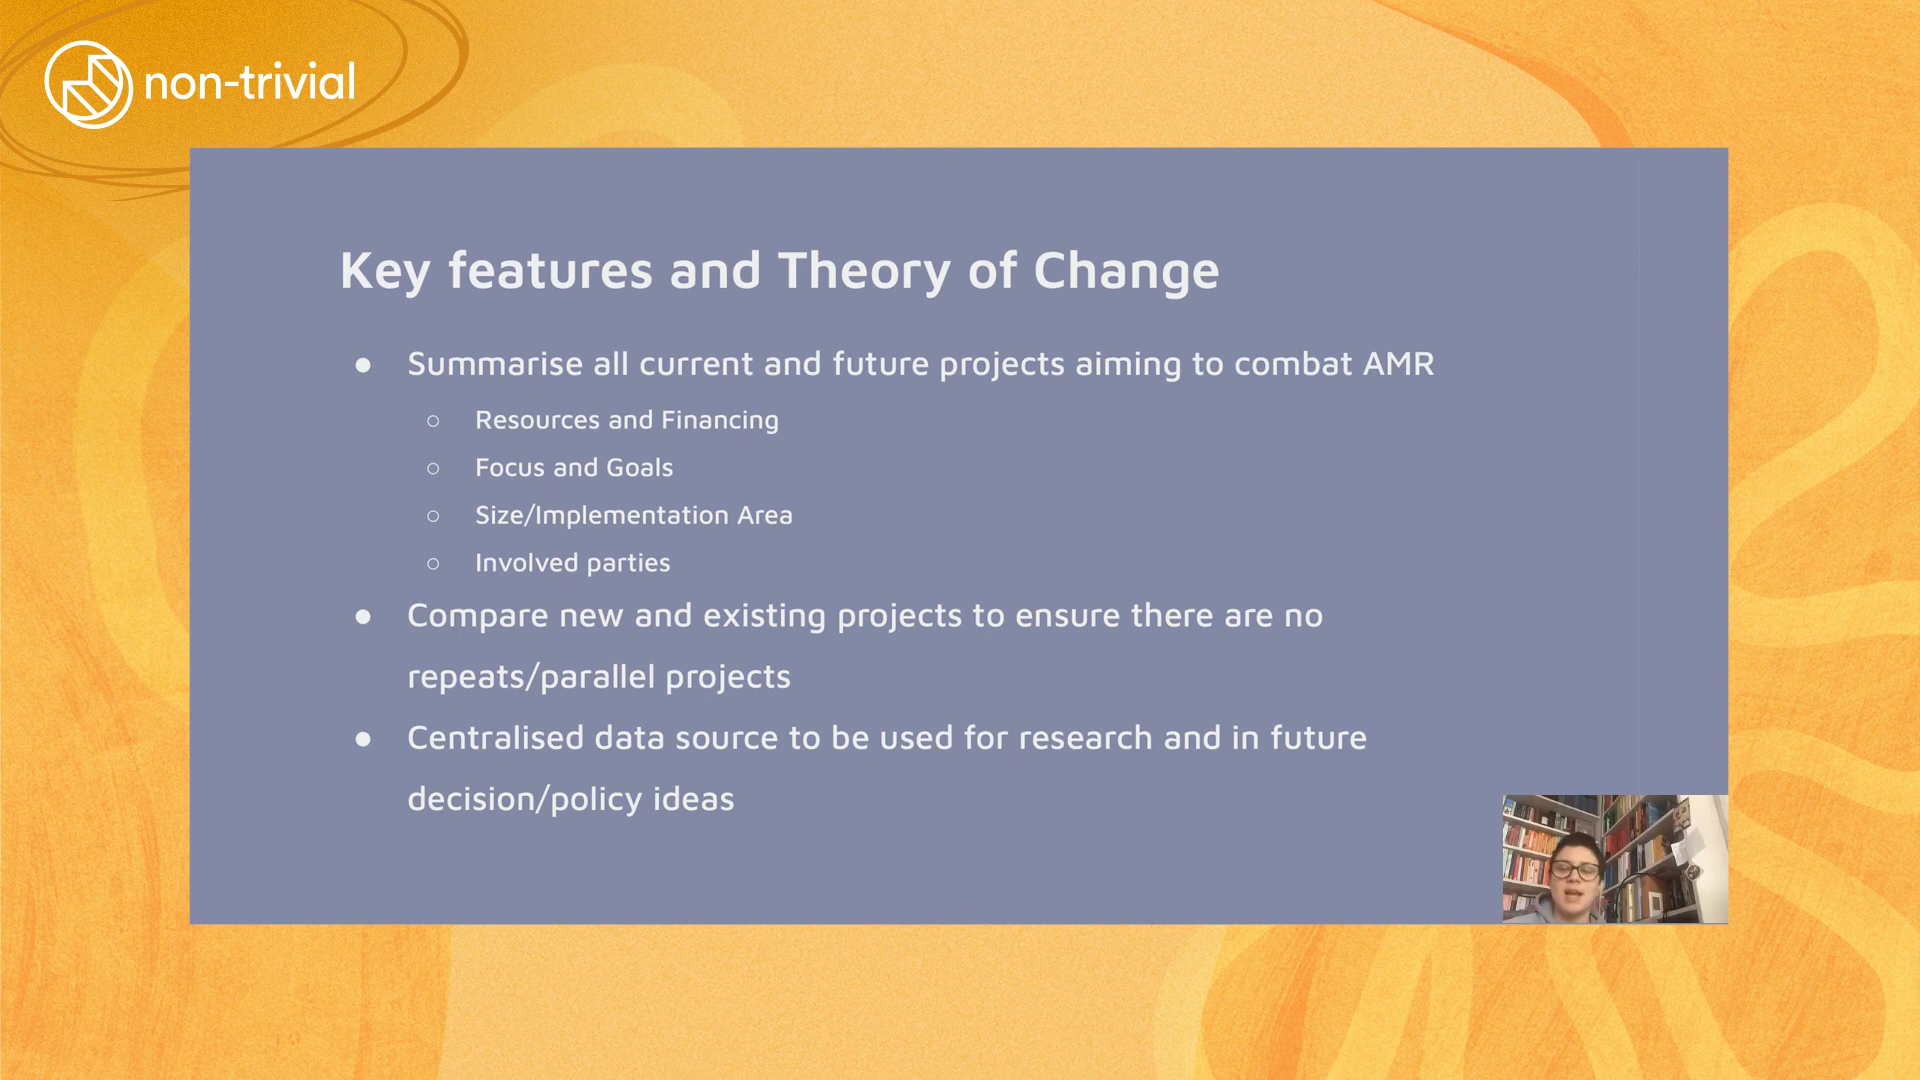 non-trivial
Key features and Theory of Change
● Summarise all current and future projects aiming to combat AMR
○ Resources and Financing
○ Focus and Goals
○ Size/Implementation Area
○ Involved parties
● Compare new and existing projects to ensure there are no
repeats/parallel projects
● Centralised data source to be used for research and in future
decision/policy ideas